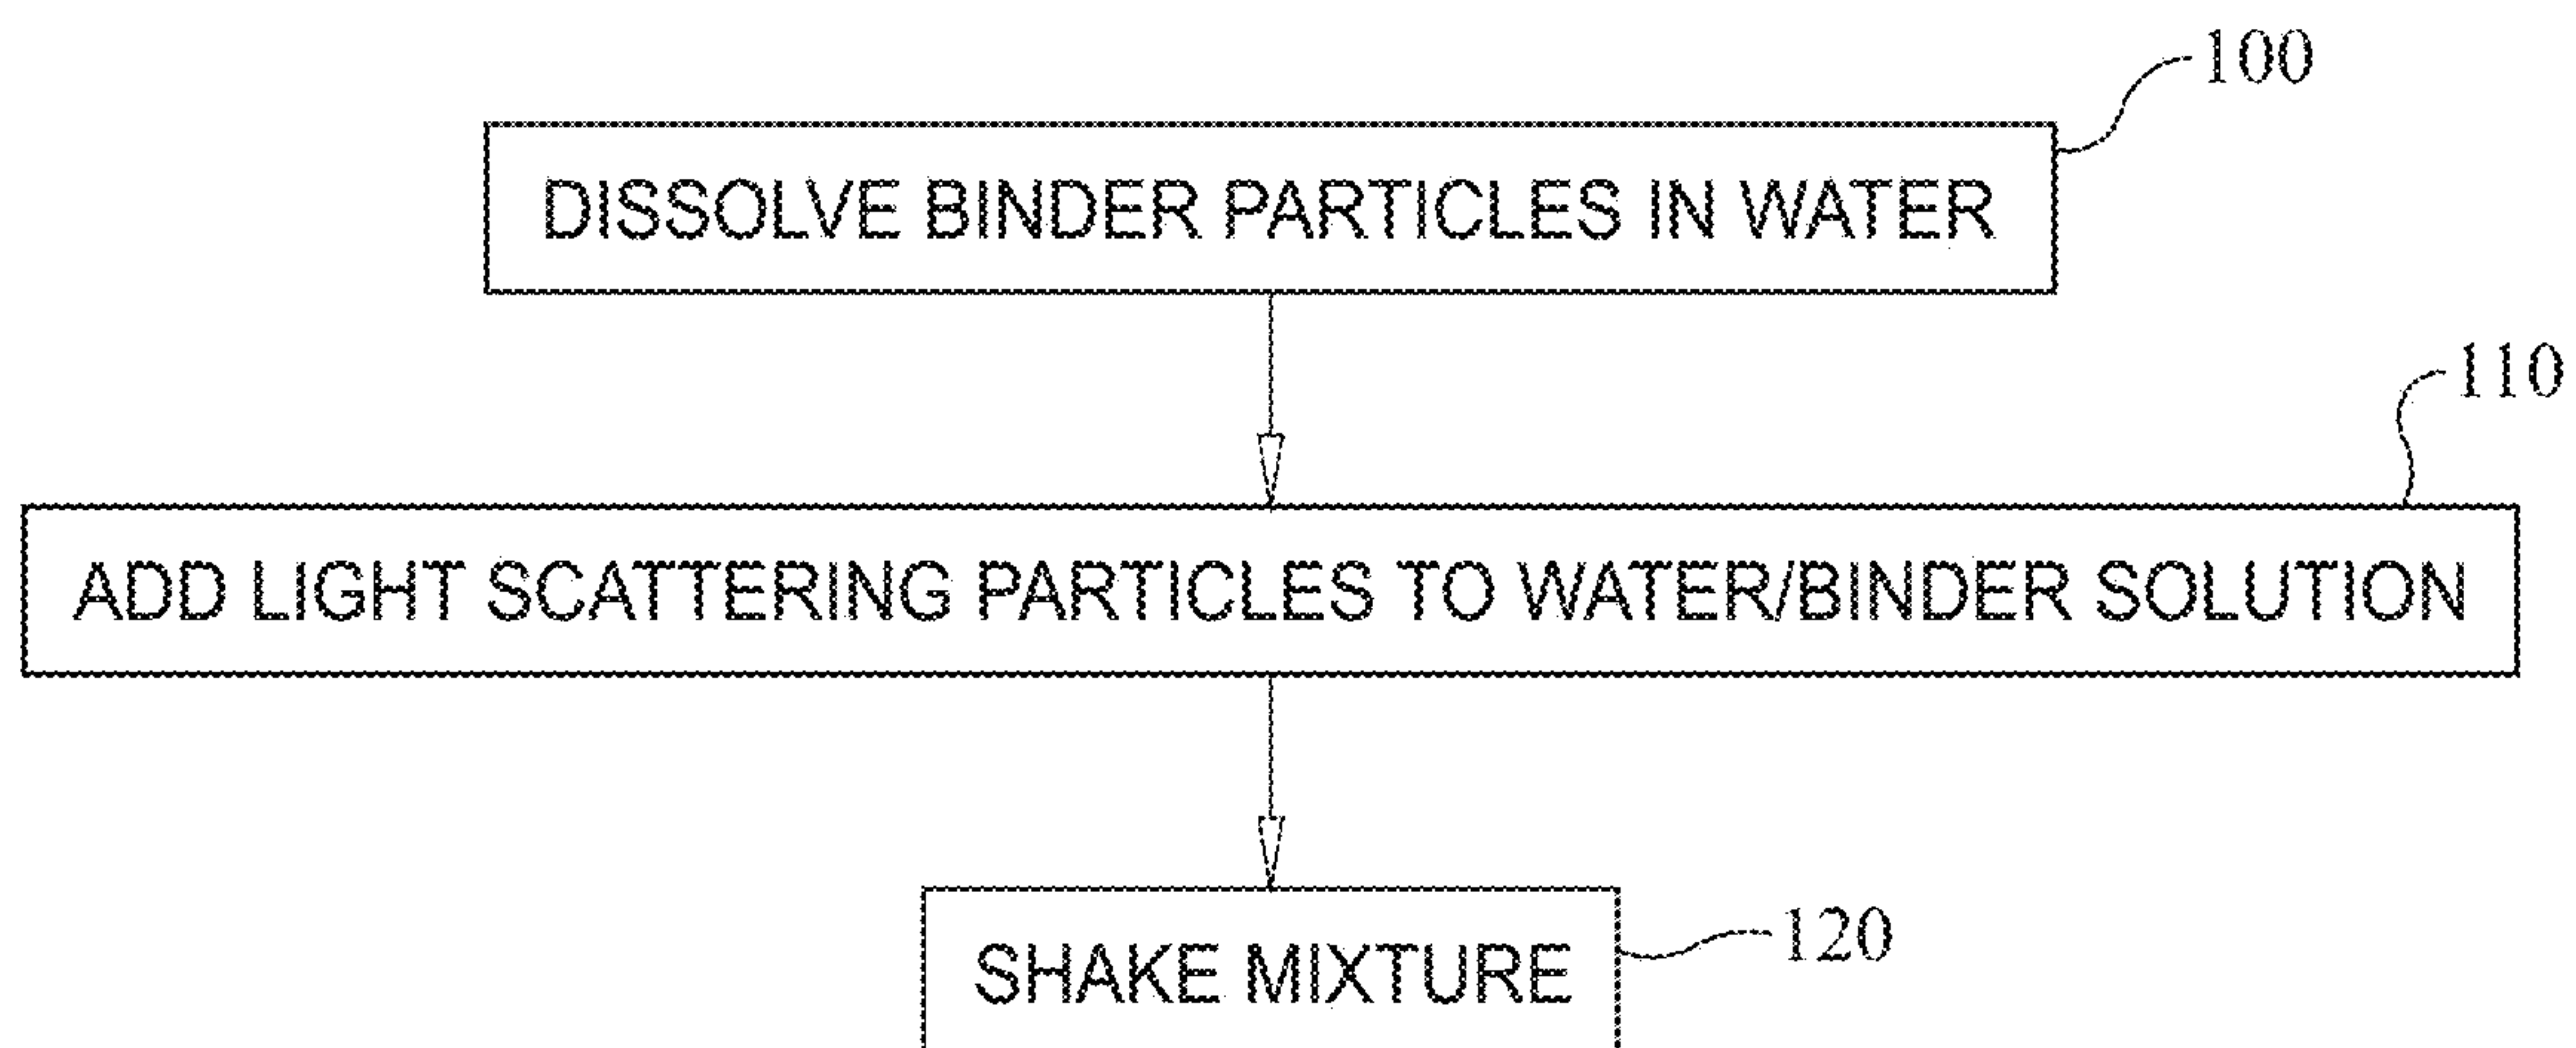 100
DISSOLVE BINDER PARTICLES IN WATER
110
ADD LIGHT SCATTERING PARTICLES TO WATER/BINDER SOLUTION
120
SHAKE MIXTURE